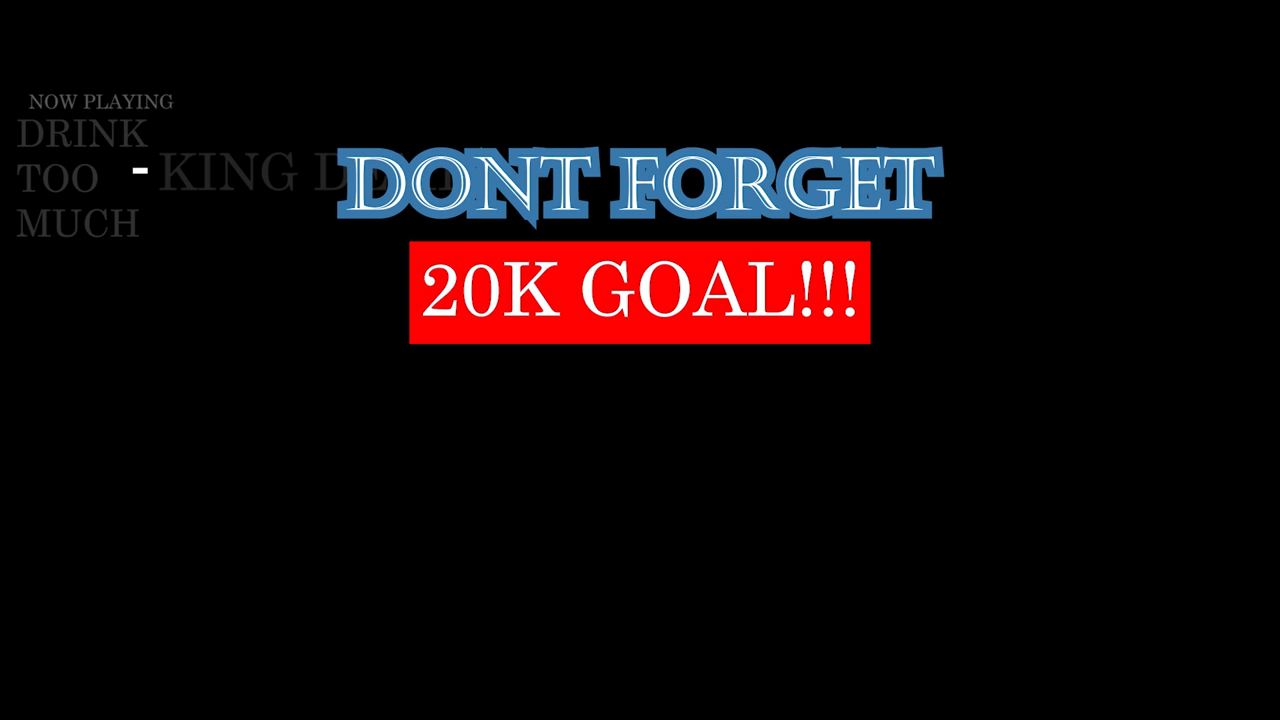 NOW PLAYING
DRINK
TOO
MUCH
- KING
DONT FORGET
20K GOAL!!!